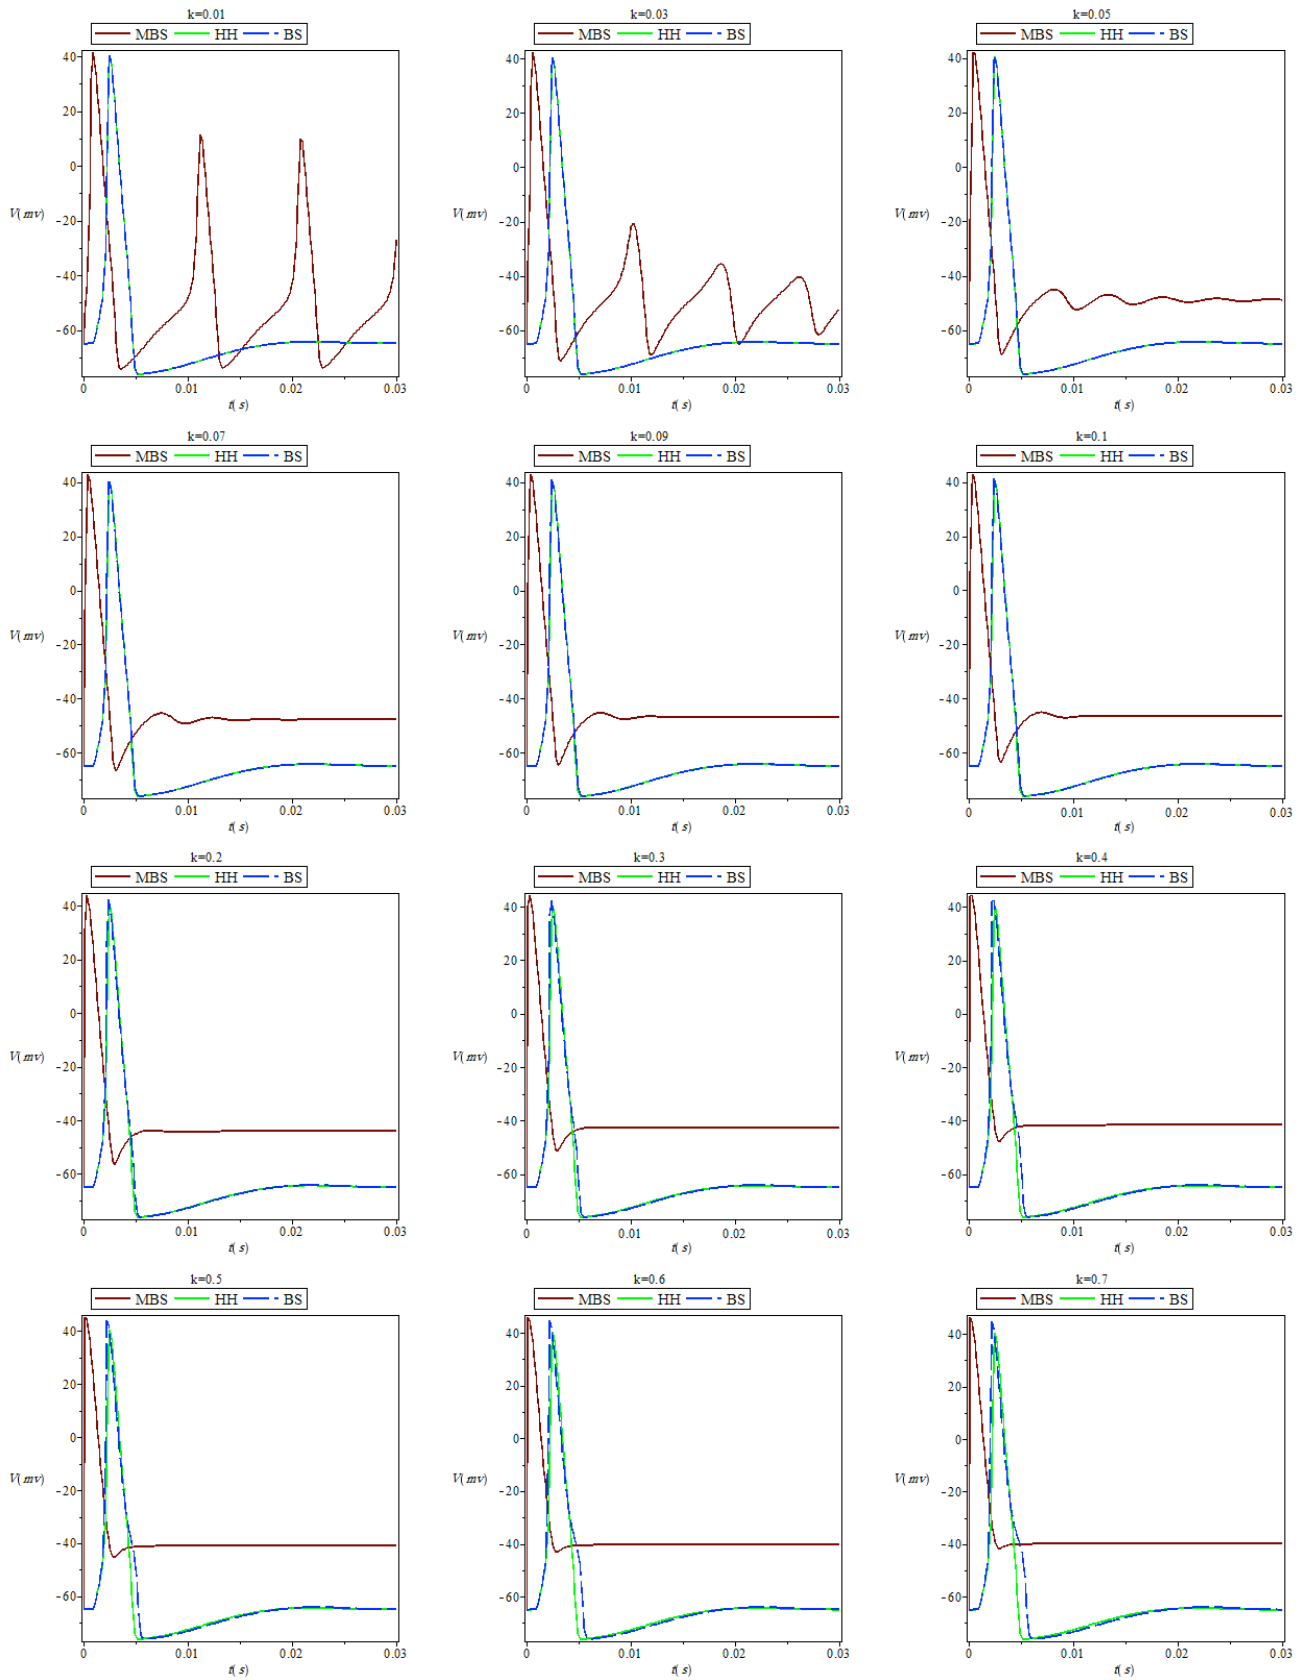 k=0.01 k=0.03 k=0.05
MBS HH BS MBS HH BS MBS HH BS
40 40 40
20 20 20
0 0 0
V(mv) V(mv) V(mv)
-20 -20 -20
-40 -40 -40
-60 -60 -60
0 0.01 0.02 0.03 0 0.01 0.02 0.03 0 0.01 0.02 0.03
t(s) t(s) t(s)
k=0.07 k=0.09 k=0.1
MBS HH BS MBS HH BS MBS HH BS
40 40 40
20 20 20
0 0 0
V(mv) V(mv) V(mv)
-20 -20 -20
-40 -40 -40
-60 -60 -60
0 0.01 0.02 0.03 0 0.01 0.02 0.03 0 0.01 0.02 0.03
t(s) t(s) t(s)
k=0.2 k=0.3 k=0.4
MBS HH BS MBS HH BS MBS HH BS
40 40 40
20 20 20
0 0 0
V(mv) V(mv) V(mv)
-20 -20 -20
-40 -40 -40
-60 -60 -60
0 0.01 0.02 0.03 0 0.01 0.02 0.03 0 0.01 0.02 0.03
t(s) t(s) t(s)
k=0.5 k=0.6 k=0.7
MBS HH BS MBS HH BS MBS HH BS
40 40 40
20 20 20
0 0 0
V(mv) V(mv) V(mv)
-20 -20 -20
-40 -40 -40
-60 -60 -60
0 0.01 0.02 0.03 0 0.01 0.02 0.03 0 0.01 0.02 0.03
t(s) t(s) t(s)